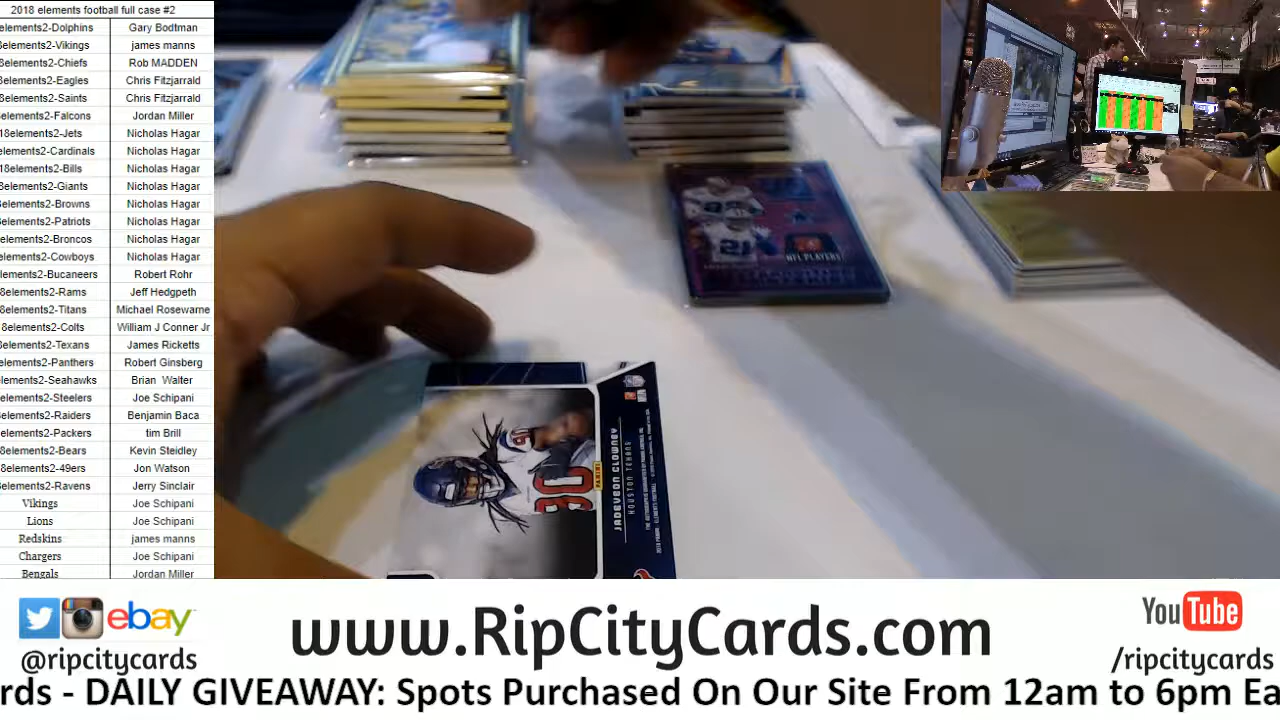 2018 elements football full case #2
elements2-Dolphins Gary Bodtman
8elements2-Vikings james manns
8elements2-Chiefs Rob MADDEN
8elements2-Eagles Chris Fitzjarrald
8elements2-Saints Chris Fitzjarrald
8elements2-Falcons Jordan Miller
18elements2-Jets Nicholas Hagar
elements2-Cardinals Nicholas Hagar
18elements2-Bills Nicholas Hagar
8elements2-Giants Nicholas Hagar
8elements2-Browns Nicholas Hagar
8elements2-Patriots Nicholas Hagar
8elements2-Broncos Nicholas Hagar
8elements2-Cowboys Nicholas Hagar
lements2-Bucaneers Robert Rohr
8elements2-Rams Jeff Hedgpeth
8elements2-Titans Michael Rosewarne
8elements2-Colts William J Conner Jr
8elements2-Texans James Ricketts
elements2-Panthers Robert Ginsberg
elements2-Seahawks Brian Walter
elements2-Steelers Joe Schipani
elements2-Raiders Benjamin Baca
elements2-Packers tim Brill
8elements2-Bears Kevin Steidley
8elements2-49ers Jon Watson
elements2-Ravens Jerry Sinclair
Vikings Joe Schipani
Lions Joe Schipani
Redskins james manns
Chargers Joe Schipani
Bengals Jordan Miller
21
NFL PLAYERS
90
PANINI
JADEVEON CLOWNEY
HOUSTON TEXANS
ebay
@ripcitycards
www.RipCityCards.com
YouTube
/ripcitycards
rds - DAILY GIVEAWAY: Spots Purchased On Our Site From 12am to 6pm Ea